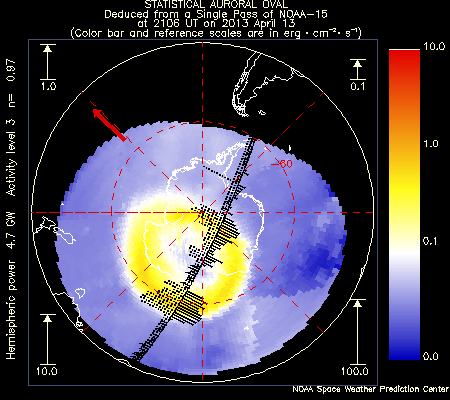 STATISTICAL AURORAL OVAL
Deduced from a Single Pass of NOAA-15
at 2106 UT on 2013 April 13
(Color bar and reference scales are in erg · cm⁻² · s⁻¹)
Hemispheric power 4.7 GW Activity level 3 n= 0.97
1.0
0.1
10.0
100.0
-60
10.0
1.0
0.1
0.0
NOAA Space Weather Prediction Center